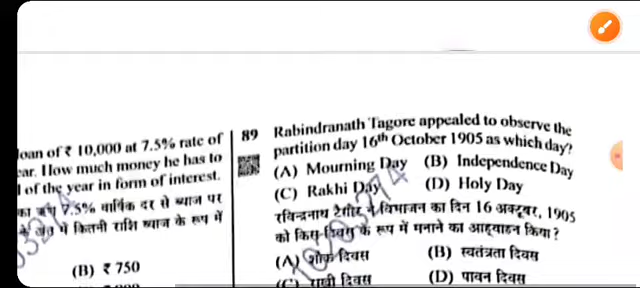 loan of ₹ 10,000 at 7.5% rate of
ear. How much money he has to
l of the year in form of interest.
का ऋण 7.5% वार्षिक दर से ब्याज पर
के अंत में कितनी राशि ब्याज के रूप में
(B) ₹ 750
89 Rabindranath Tagore appealed to observe the
partition day 16th October 1905 as which day?
(A) Mourning Day (B) Independence Day
(C) Rakhi Day (D) Holy Day
रविन्द्रनाथ टैगोर ने विभाजन का दिन 16 अक्टूबर, 1905
को किस दिवस के रूप में मनाने का आह्वाहन किया?
(A) शोक दिवस (B) स्वतंत्रता दिवस
(C) राखी दिवस (D) पावन दिवस